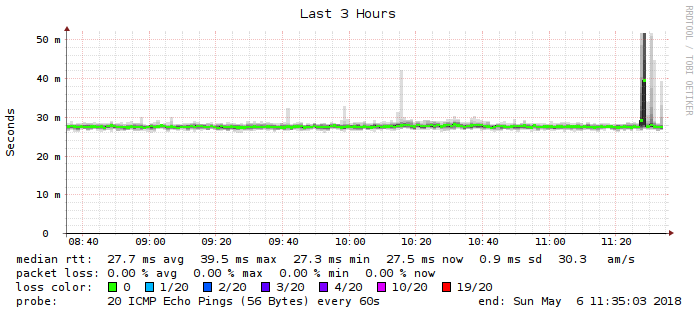 Last 3 Hours
RRDTOOL / TOBI OETIKER
Seconds
50 m
40 m
30 m
20 m
10 m
0
08:40 09:00 09:20 09:40 10:00 10:20 10:40 11:00 11:20
median rtt: 27.7 ms avg 39.5 ms max 27.3 ms min 27.5 ms now 0.9 ms sd 30.3 am/s
packet loss: 0.00 % avg 0.00 % max 0.00 % min 0.00 % now
loss color: 0 1/20 2/20 3/20 4/20 10/20 19/20
probe: 20 ICMP Echo Pings (56 Bytes) every 60s end: Sun May 6 11:35:03 2018